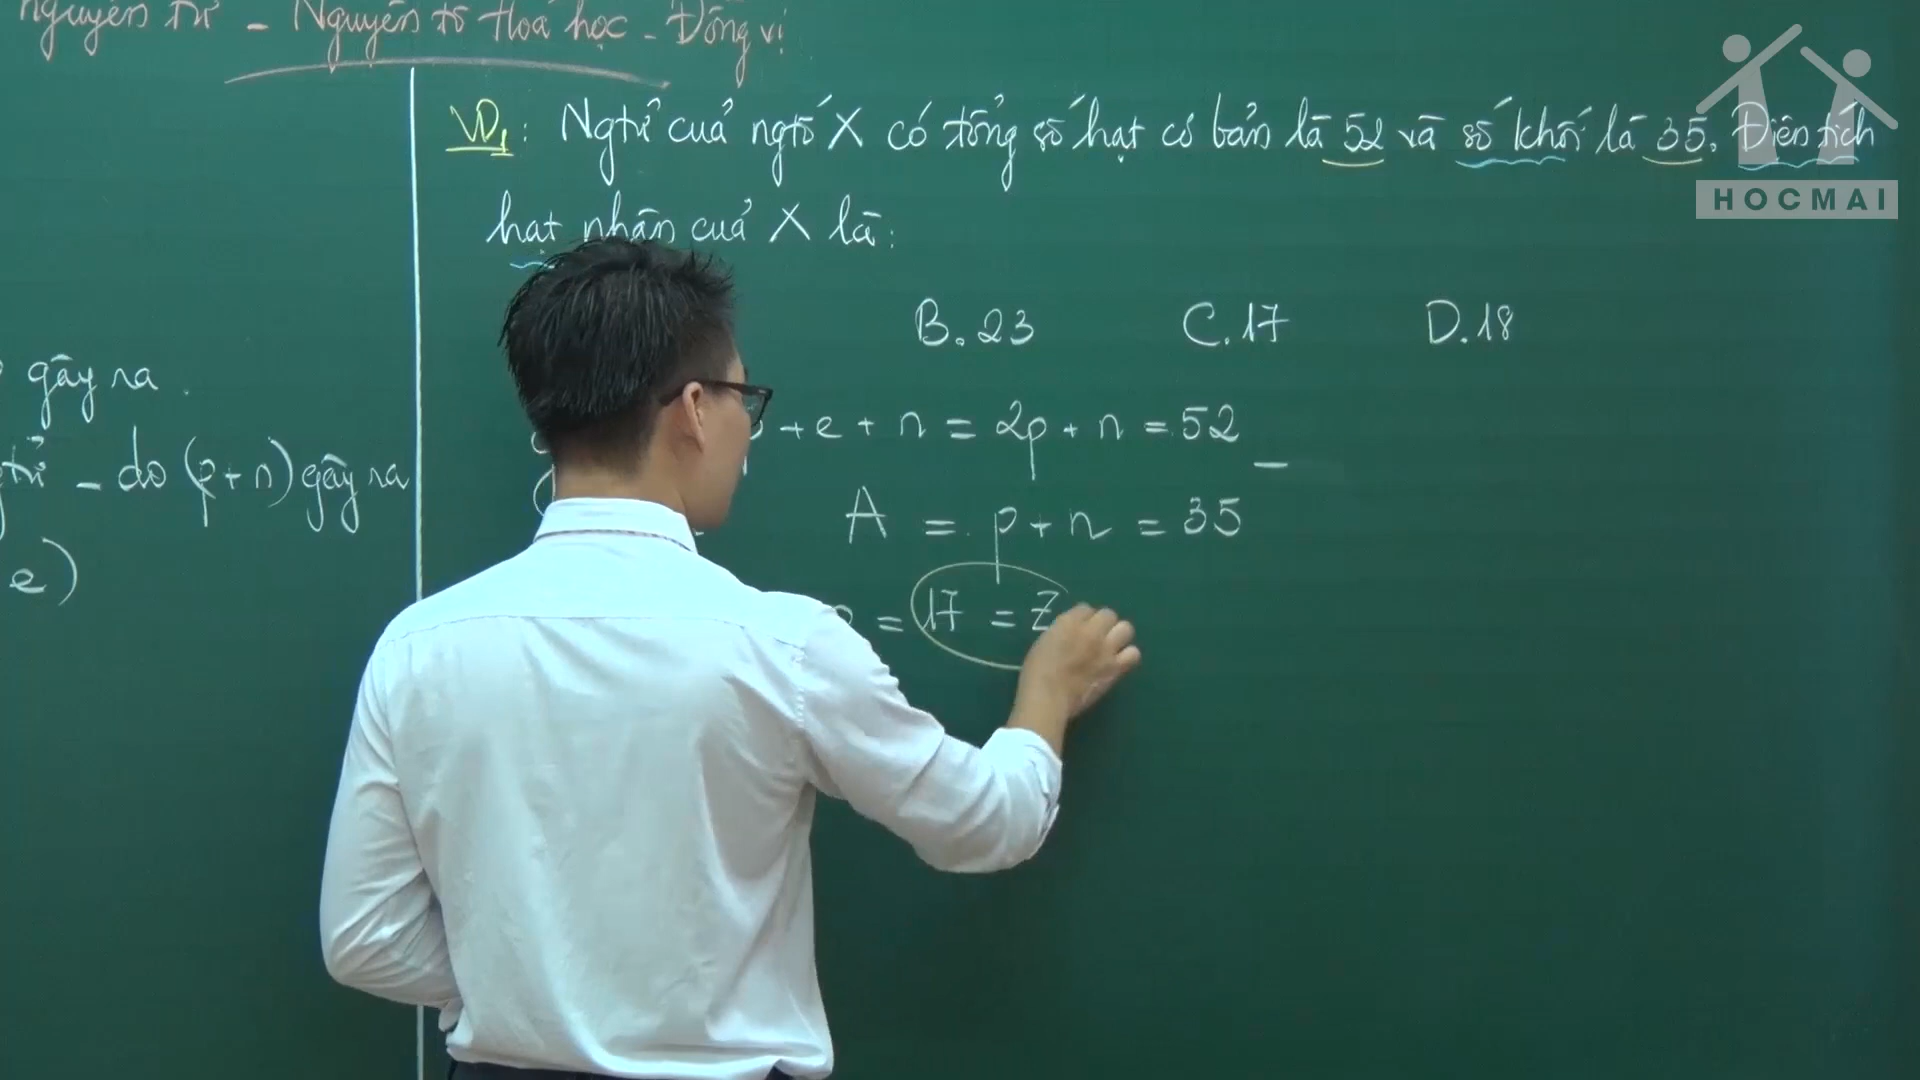 nguyên tử - Nguyên tố Hoá học - Đồng vị
VD1: Ngtử của ngtố X có tổng số hạt cơ bản là 52 và số khối là 35. Điện tích
hạt nhân của X là:
B. 23 C. 17 D. 18
+ e + n = 2p + n = 52
A = p + n = 35
= 17 = Z
gây ra.
tử - do (p + n) gây ra
e)
HOCMAI